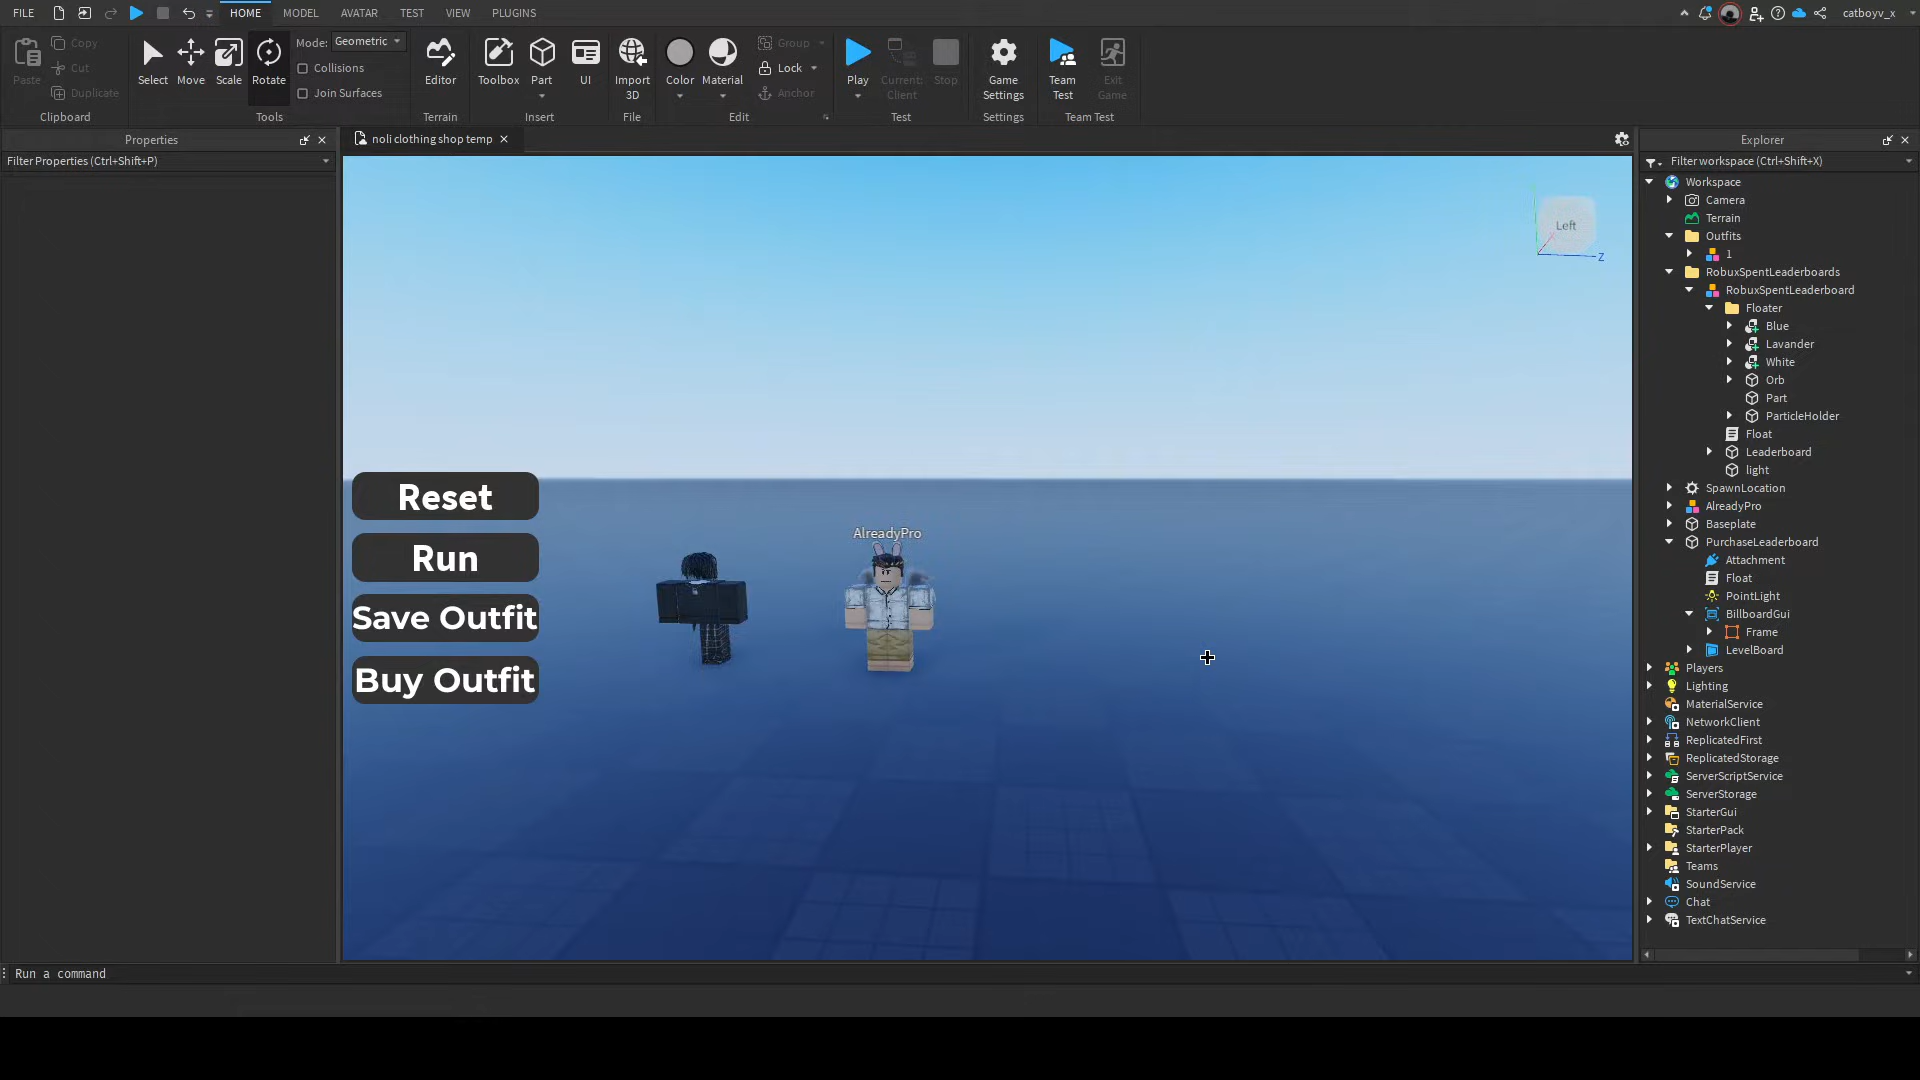 FILE HOME MODEL AVATAR TEST VIEW PLUGINS catboyv_x
Paste Copy Cut Duplicate
Clipboard
Select Move Scale Rotate
Mode: Geometric
Collisions
Join Surfaces
Tools
Editor
Terrain
Toolbox Part UI
Insert
Import 3D
File
Color Material
Group
Lock
Anchor
Edit
Play Current: Client Stop
Test
Game Settings
Settings
Team Test Exit Game
Team Test
Properties
Filter Properties (Ctrl+Shift+P)
noli clothing shop temp
Left
Z
AlreadyPro
Reset
Run
Save Outfit
Buy Outfit
Explorer
Filter workspace (Ctrl+Shift+X)
Workspace
Camera
Terrain
Outfits
1
RobuxSpentLeaderboards
RobuxSpentLeaderboard
Floater
Blue
Lavander
White
Orb
Part
ParticleHolder
Float
Leaderboard
light
SpawnLocation
AlreadyPro
Baseplate
PurchaseLeaderboard
Attachment
Float
PointLight
BillboardGui
Frame
LevelBoard
Players
Lighting
MaterialService
NetworkClient
ReplicatedFirst
ReplicatedStorage
ServerScriptService
ServerStorage
StarterGui
StarterPack
StarterPlayer
Teams
SoundService
Chat
TextChatService
Run a command